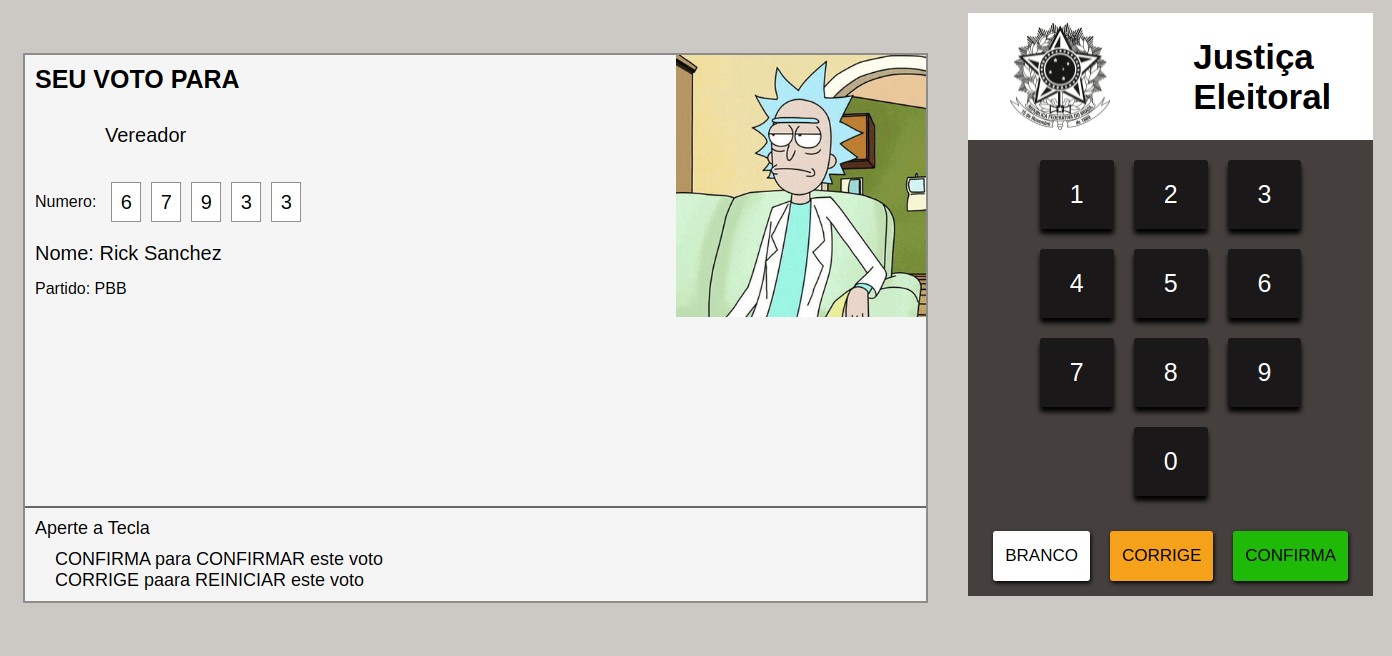 SEU VOTO PARA
Vereador
Numero: 6 7 9 3 3
Nome: Rick Sanchez
Partido: PBB
Aperte a Tecla
CONFIRMA para CONFIRMAR este voto
CORRIGE paara REINICIAR este voto
Justiça
Eleitoral
1 2 3
4 5 6
7 8 9
0
BRANCO CORRIGE CONFIRMA